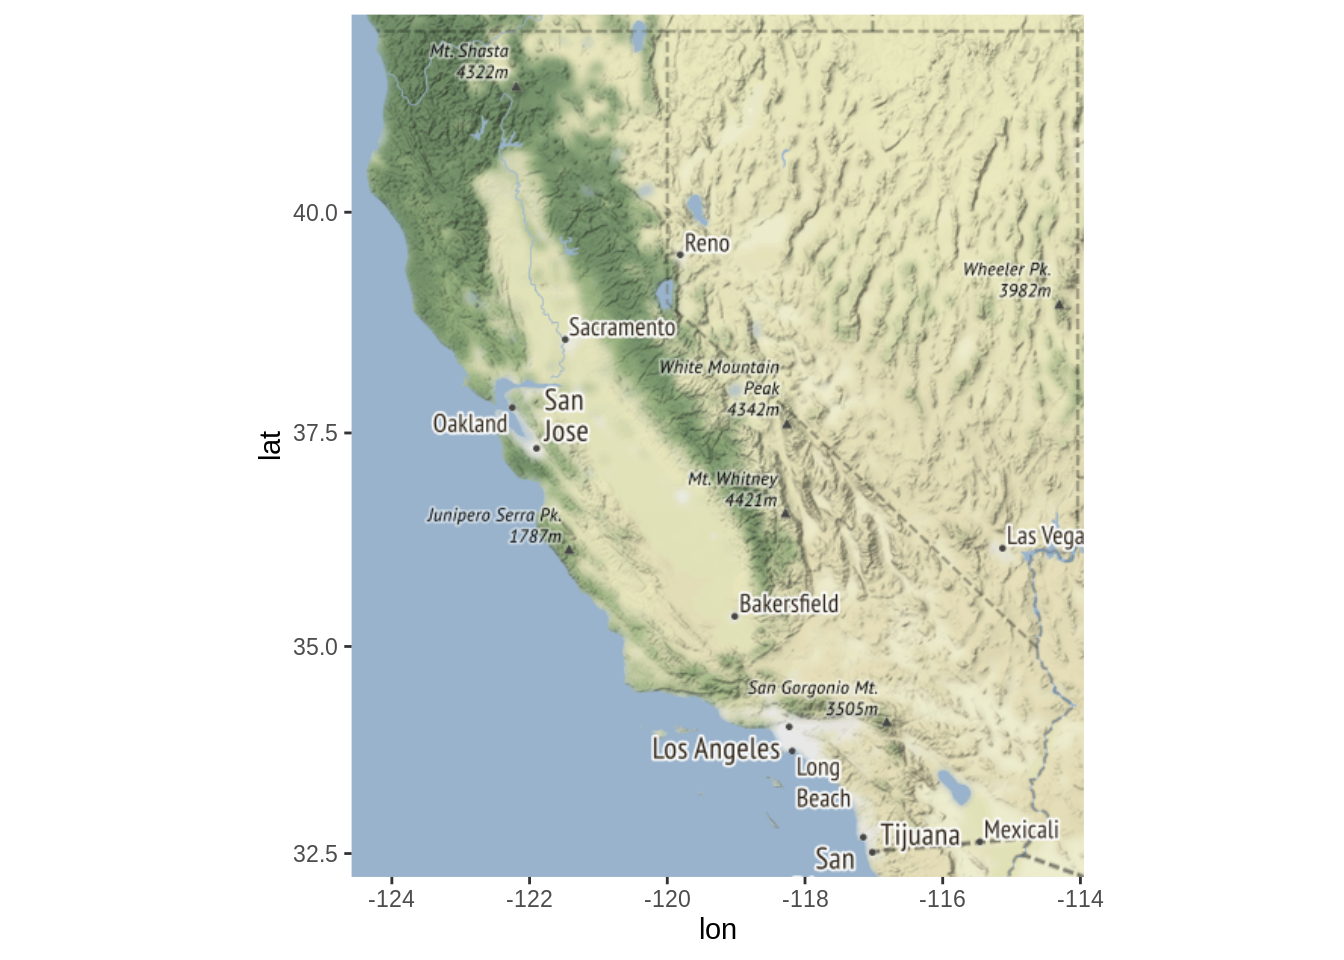 Mt. Shasta
4322m
40.0
Reno
Wheeler Pk.
3982m
Sacramento
White Mountain
Peak
4342m
San
Jose
Oakland
37.5
lat
Mt. Whitney
4421m
Junipero Serra Pk.
1787m
Las Vega
Bakersfield
35.0
San Gorgonio Mt.
3505m
Los Angeles
Long
Beach
Tijuana
Mexicali
San
32.5
-124
-122
-120
-118
-116
-114
lon